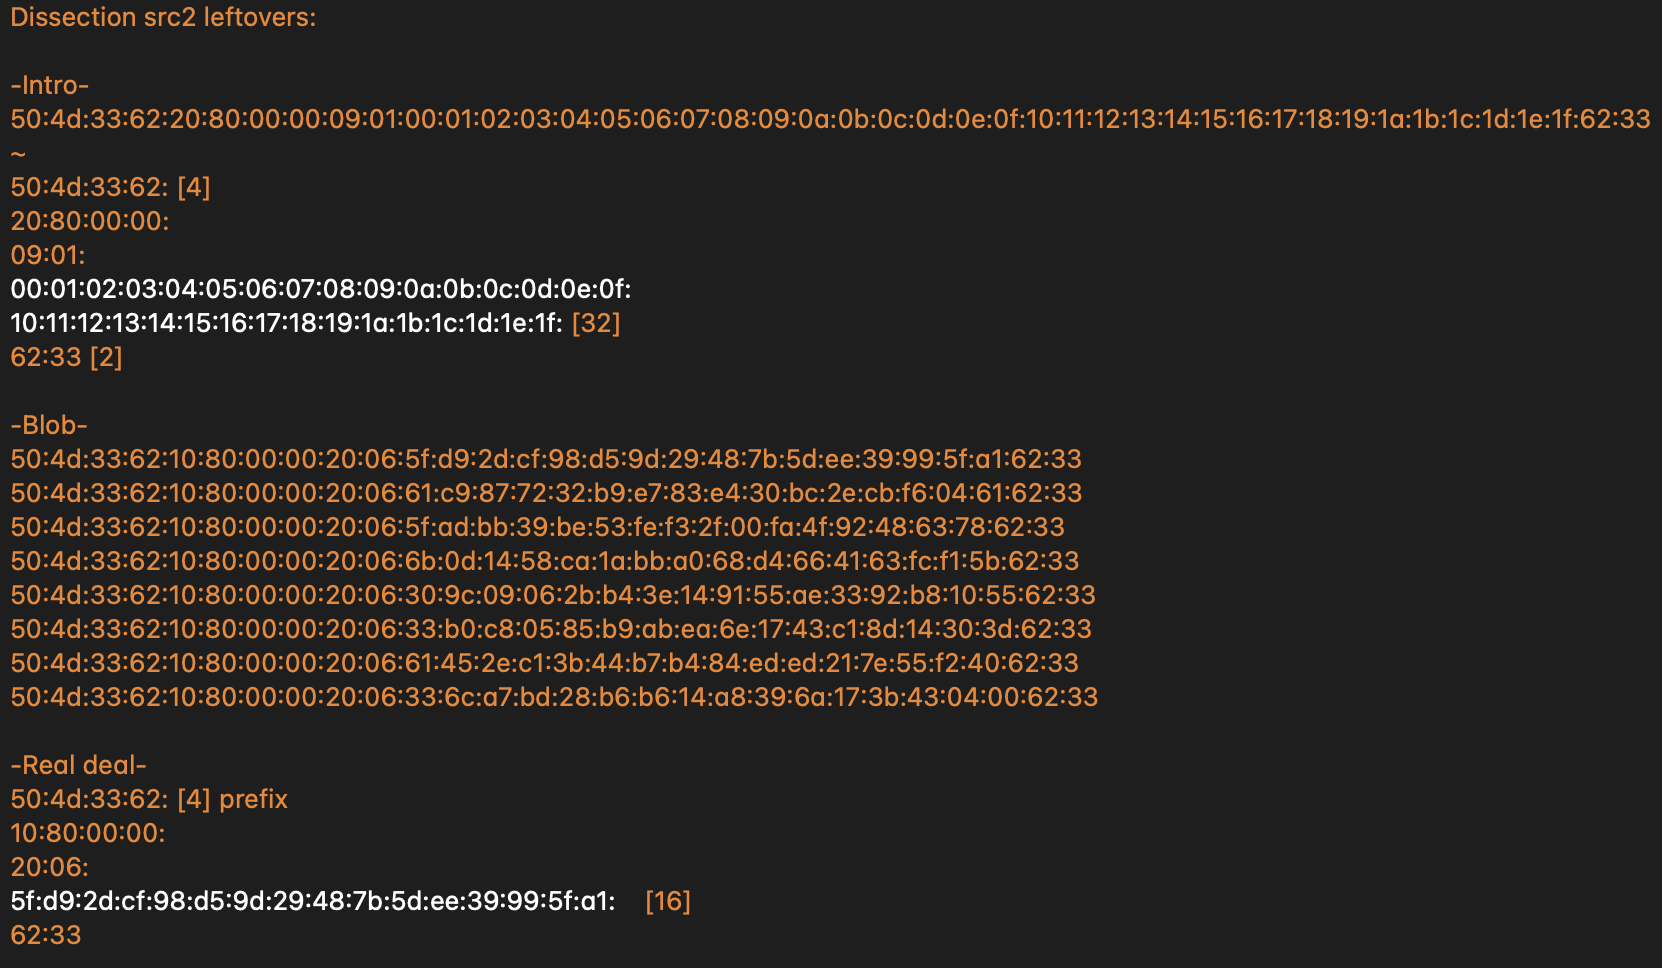 Dissection src2 leftovers:
-Intro-
50:4d:33:62:20:80:00:00:09:01:00:01:02:03:04:05:06:07:08:09:0a:0b:0c:0d:0e:0f:10:11:12:13:14:15:16:17:18:19:1a:1b:1c:1d:1e:1f:62:33
~
50:4d:33:62: [4]
20:80:00:00:
09:01:
00:01:02:03:04:05:06:07:08:09:0a:0b:0c:0d:0e:0f:
10:11:12:13:14:15:16:17:18:19:1a:1b:1c:1d:1e:1f: [32]
62:33 [2]
-Blob-
50:4d:33:62:10:80:00:00:20:06:5f:d9:2d:cf:98:d5:9d:29:48:7b:5d:ee:39:99:5f:a1:62:33
50:4d:33:62:10:80:00:00:20:06:61:c9:87:72:32:b9:e7:83:e4:30:bc:2e:cb:f6:04:61:62:33
50:4d:33:62:10:80:00:00:20:06:5f:ad:bb:39:be:53:fe:f3:2f:00:fa:4f:92:48:63:78:62:33
50:4d:33:62:10:80:00:00:20:06:6b:0d:14:58:ca:1a:bb:a0:68:d4:66:41:63:fc:f1:5b:62:33
50:4d:33:62:10:80:00:00:20:06:30:9c:09:06:2b:b4:3e:14:91:55:ae:33:92:b8:10:55:62:33
50:4d:33:62:10:80:00:00:20:06:33:b0:c8:05:85:b9:ab:ea:6e:17:43:c1:8d:14:30:3d:62:33
50:4d:33:62:10:80:00:00:20:06:61:45:2e:c1:3b:44:b7:b4:84:ed:ed:21:7e:55:f2:40:62:33
50:4d:33:62:10:80:00:00:20:06:33:6c:a7:bd:28:b6:b6:14:a8:39:6a:17:3b:43:04:00:62:33
-Real deal-
50:4d:33:62: [4] prefix
10:80:00:00:
20:06:
5f:d9:2d:cf:98:d5:9d:29:48:7b:5d:ee:39:99:5f:a1: [16]
62:33